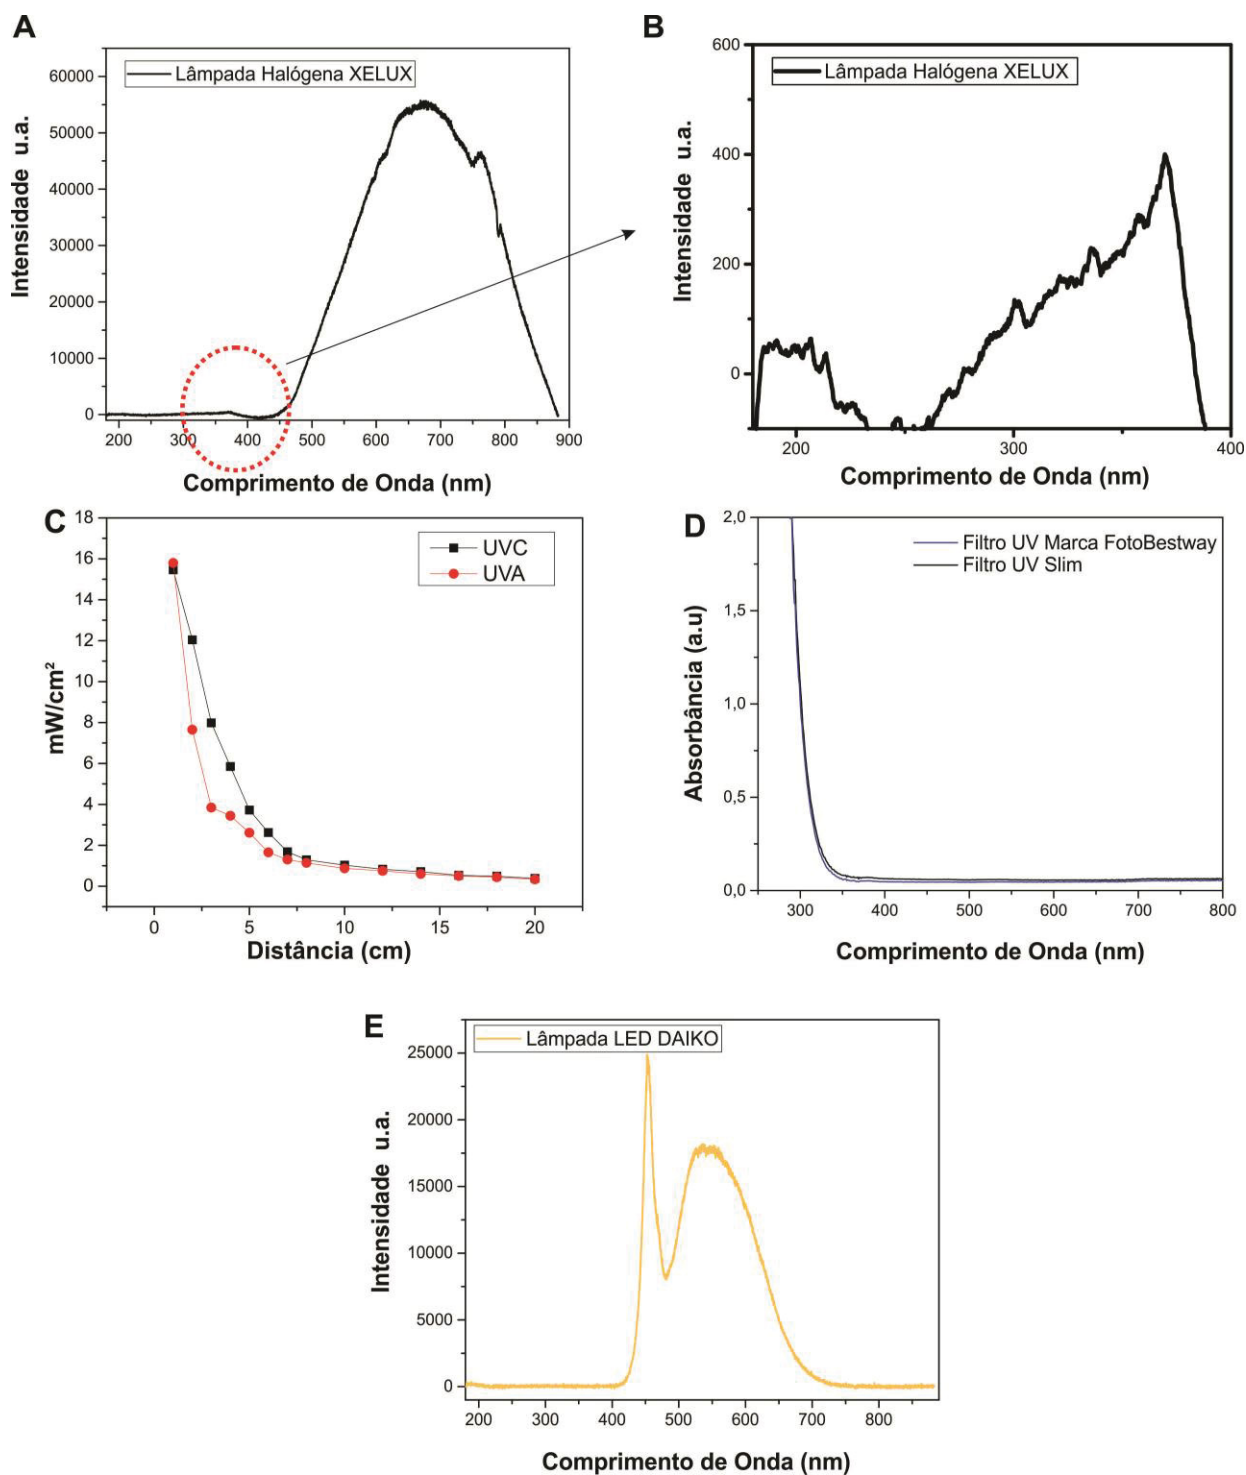 A
Lâmpada Halógena XELUX
60000
50000
40000
30000
20000
10000
0
Intensidade u.a.
200 300 400 500 600 700 800 900
Comprimento de Onda (nm)
B
Lâmpada Halógena XELUX
600
400
200
0
Intensidade u.a.
200 300 400
Comprimento de Onda (nm)
C
UVC
UVA
18
16
14
12
10
8
6
4
2
0
mW/cm²
0 5 10 15 20
Distância (cm)
D
Filtro UV Marca FotoBestway
Filtro UV Slim
2,0
1,5
1,0
0,5
0,0
Absorbância (a.u)
300 400 500 600 700 800
Comprimento de Onda (nm)
E
Lâmpada LED DAIKO
25000
20000
15000
10000
5000
0
Intensidade u.a.
200 300 400 500 600 700 800
Comprimento de Onda (nm)